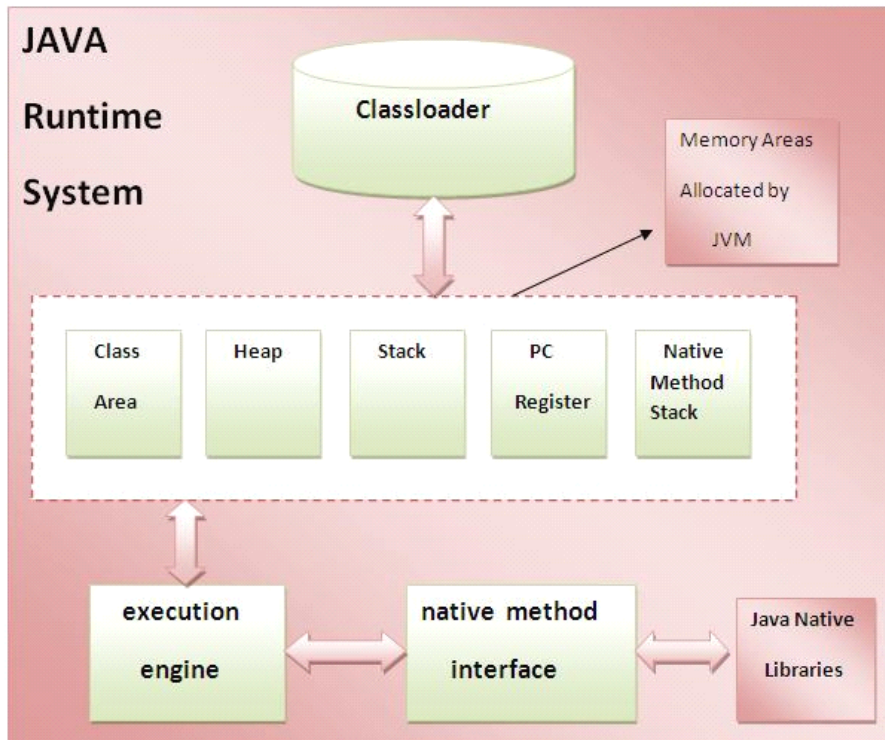 JAVA
Runtime
System
Classloader
Memory Areas
Allocated by
JVM
Class
Area
Heap
Stack
PC
Register
Native
Method
Stack
execution
engine
native method
interface
Java Native
Libraries